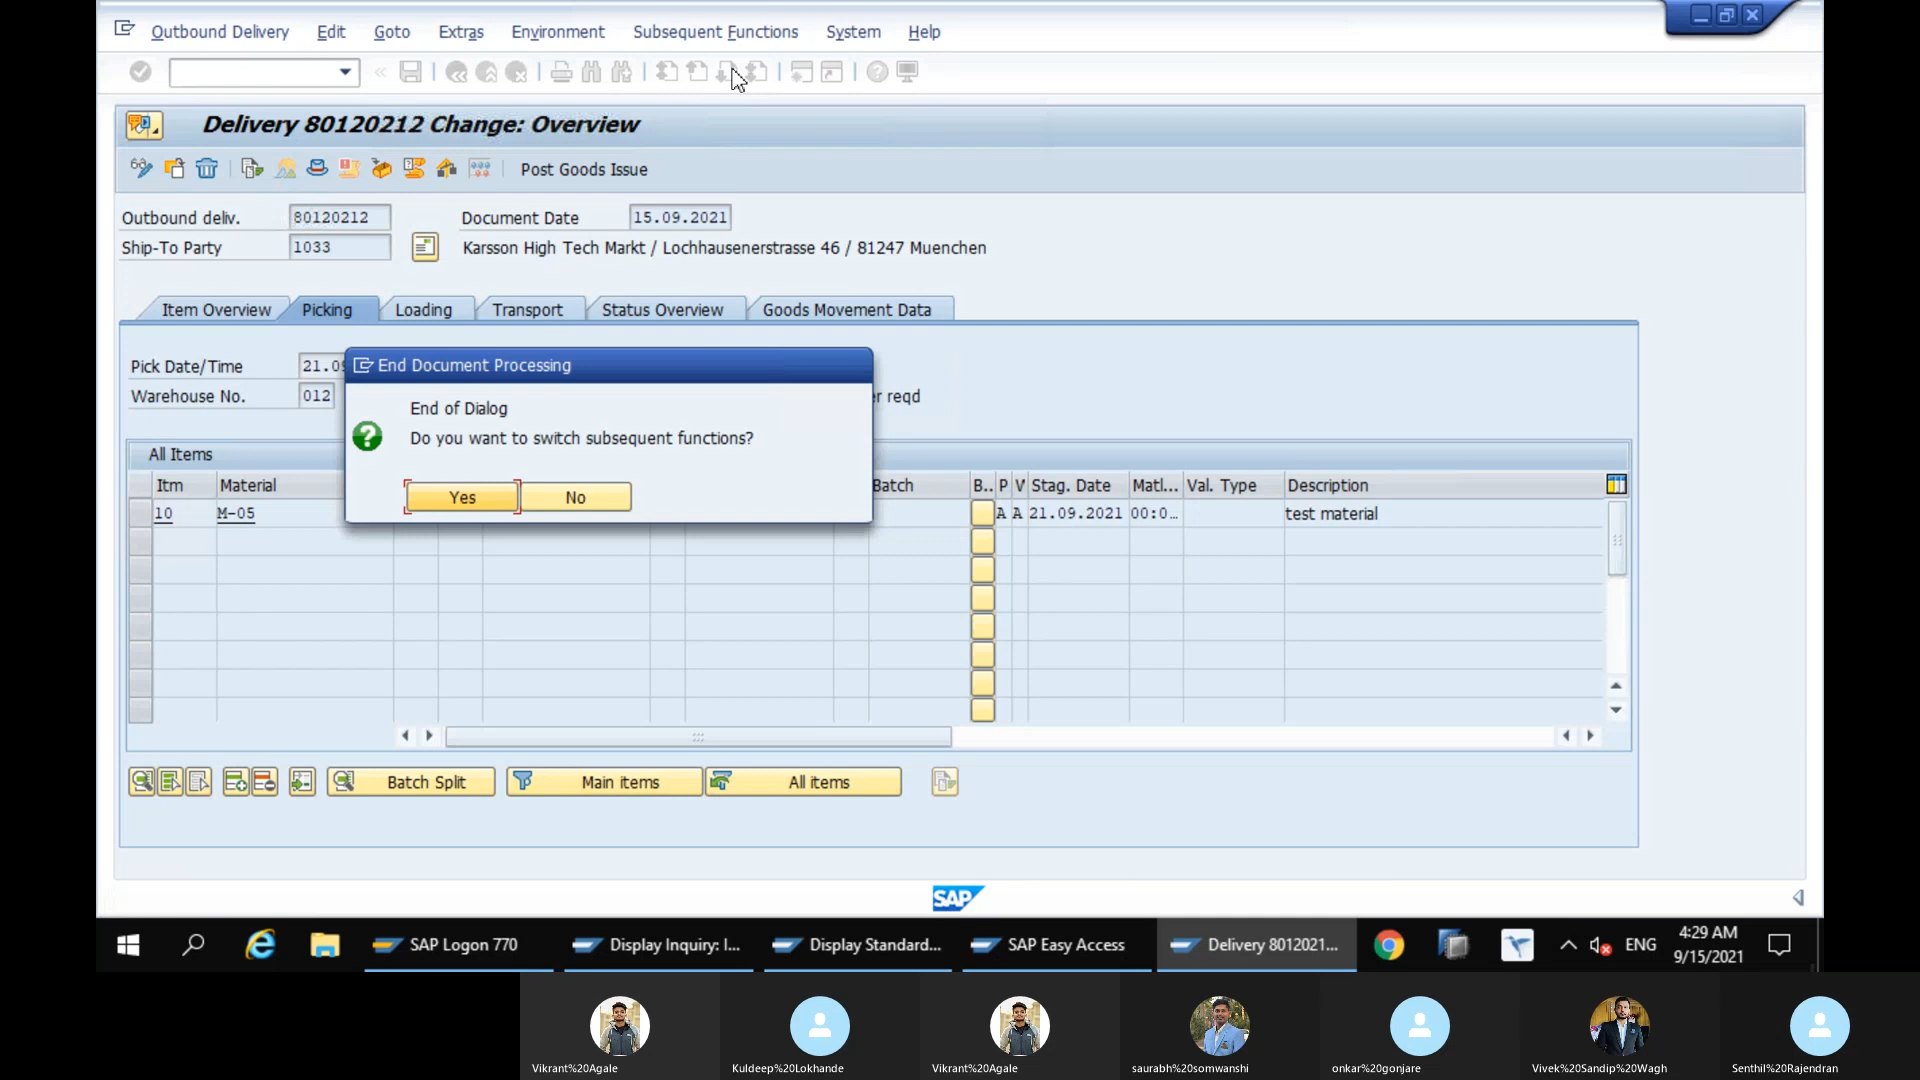 Outbound Delivery Edit Goto Extras Environment Subsequent Functions System Help
Delivery 80120212 Change: Overview
Post Goods Issue
Outbound deliv. 80120212 Document Date 15.09.2021
Ship-To Party 1033 Karsson High Tech Markt / Lochhausenerstrasse 46 / 81247 Muenchen
Item Overview Picking Loading Transport Status Overview Goods Movement Data
Pick Date/Time 21.09
End Document Processing
Warehouse No. 012 reqd
End of Dialog
Do you want to switch subsequent functions?
Yes No
All Items
Itm Material Batch B.. P V Stag. Date Matl... Val. Type Description
10 M-05 A A 21.09.2021 00:0... test material
Batch Split Main items All items
SAP
SAP Logon 770 Display Inquiry: I... Display Standard... SAP Easy Access Delivery 8012021... ENG 4:29 AM
9/15/2021
Vikrant%20Agale Kuldeep%20Lokhande Vikrant%20Agale saurabh%20somwanshi onkar%20gonjare Vivek%20Sandip%20Wagh Senthil%20Rajendran